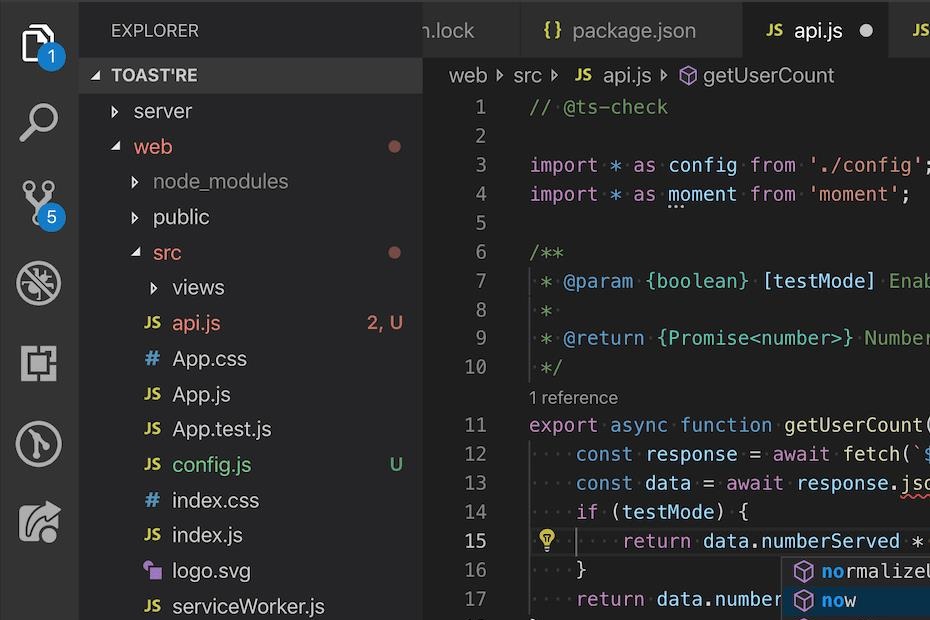 EXPLORER
TOAST'RE
server
web
node_modules
public
src
views
JS api.js 2, U
# App.css
JS App.js
JS App.test.js
JS config.js U
# index.css
JS index.js
logo.svg
JS serviceWorker.js
1
5
.lock {} package.json JS api.js JS
web src JS api.js getUserCount
1 // @ts-check
2
3 import * as config from './config';
4 import * as moment from 'moment';
5
6 /**
7 * @param {boolean} [testMode] Enab
8 *
9 * @return {Promise<number>} Number
10 */
1 reference
11 export async function getUserCount(
12 const response = await fetch(`$
13 const data = await response.jso
14 if (testMode) {
15 return data.numberServed *
16 }
17 return data.number
normalizeU
now